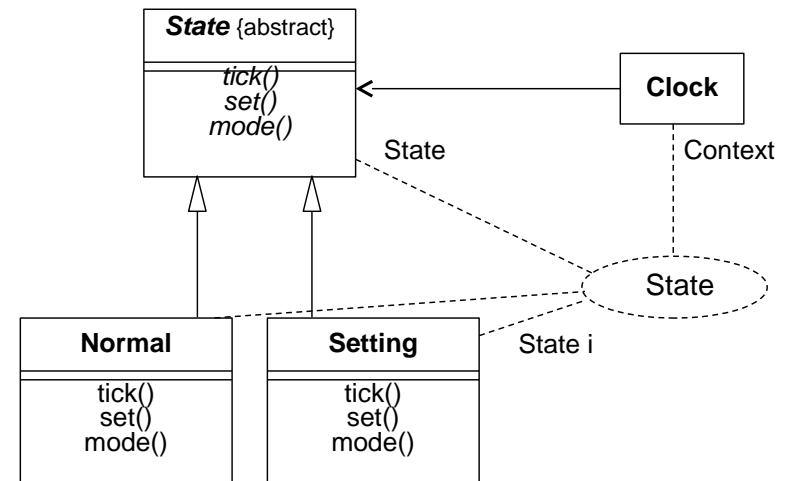 State {abstract}
tick()
set()
mode()
Clock
State
Context
State
Normal
tick()
set()
mode()
Setting
tick()
set()
mode()
State i